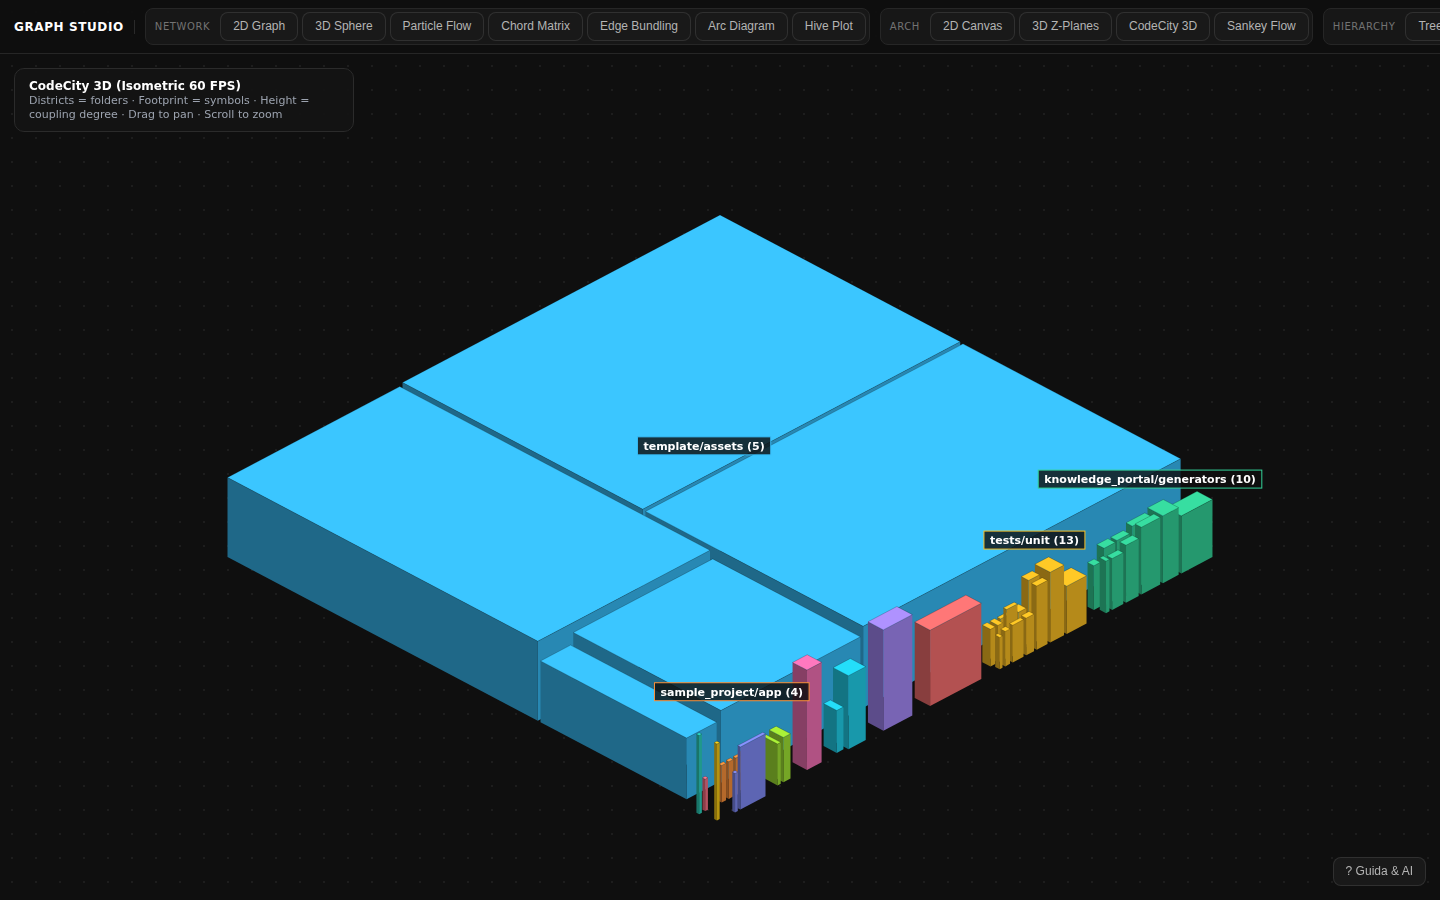 GRAPH STUDIO
NETWORK 2D Graph 3D Sphere Particle Flow Chord Matrix Edge Bundling Arc Diagram Hive Plot
ARCH 2D Canvas 3D Z-Planes CodeCity 3D Sankey Flow
HIERARCHY Tree
CodeCity 3D (Isometric 60 FPS)
Districts = folders · Footprint = symbols · Height =
coupling degree · Drag to pan · Scroll to zoom
template/assets (5)
knowledge_portal/generators (10)
tests/unit (13)
sample_project/app (4)
? Guida & AI